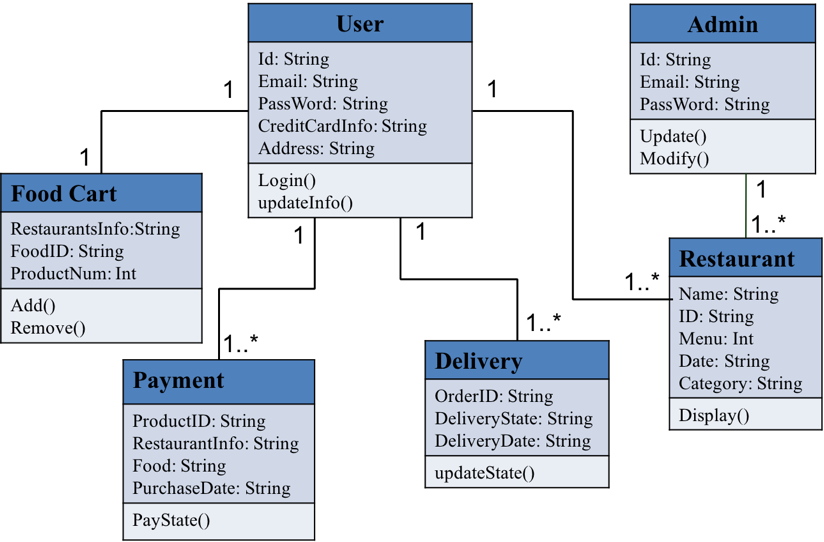 User
Id: String
Email: String
PassWord: String
CreditCardInfo: String
Address: String
Login()
updateInfo()
Admin
Id: String
Email: String
PassWord: String
Update()
Modify()
1
1
1
1
1..*
Food Cart
RestaurantsInfo:String
FoodID: String
ProductNum: Int
Add()
Remove()
1
1
1..*
Restaurant
Name: String
ID: String
Menu: Int
Date: String
Category: String
Display()
1..*
1..*
Payment
ProductID: String
RestaurantInfo: String
Food: String
PurchaseDate: String
PayState()
Delivery
OrderID: String
DeliveryState: String
DeliveryDate: String
updateState()